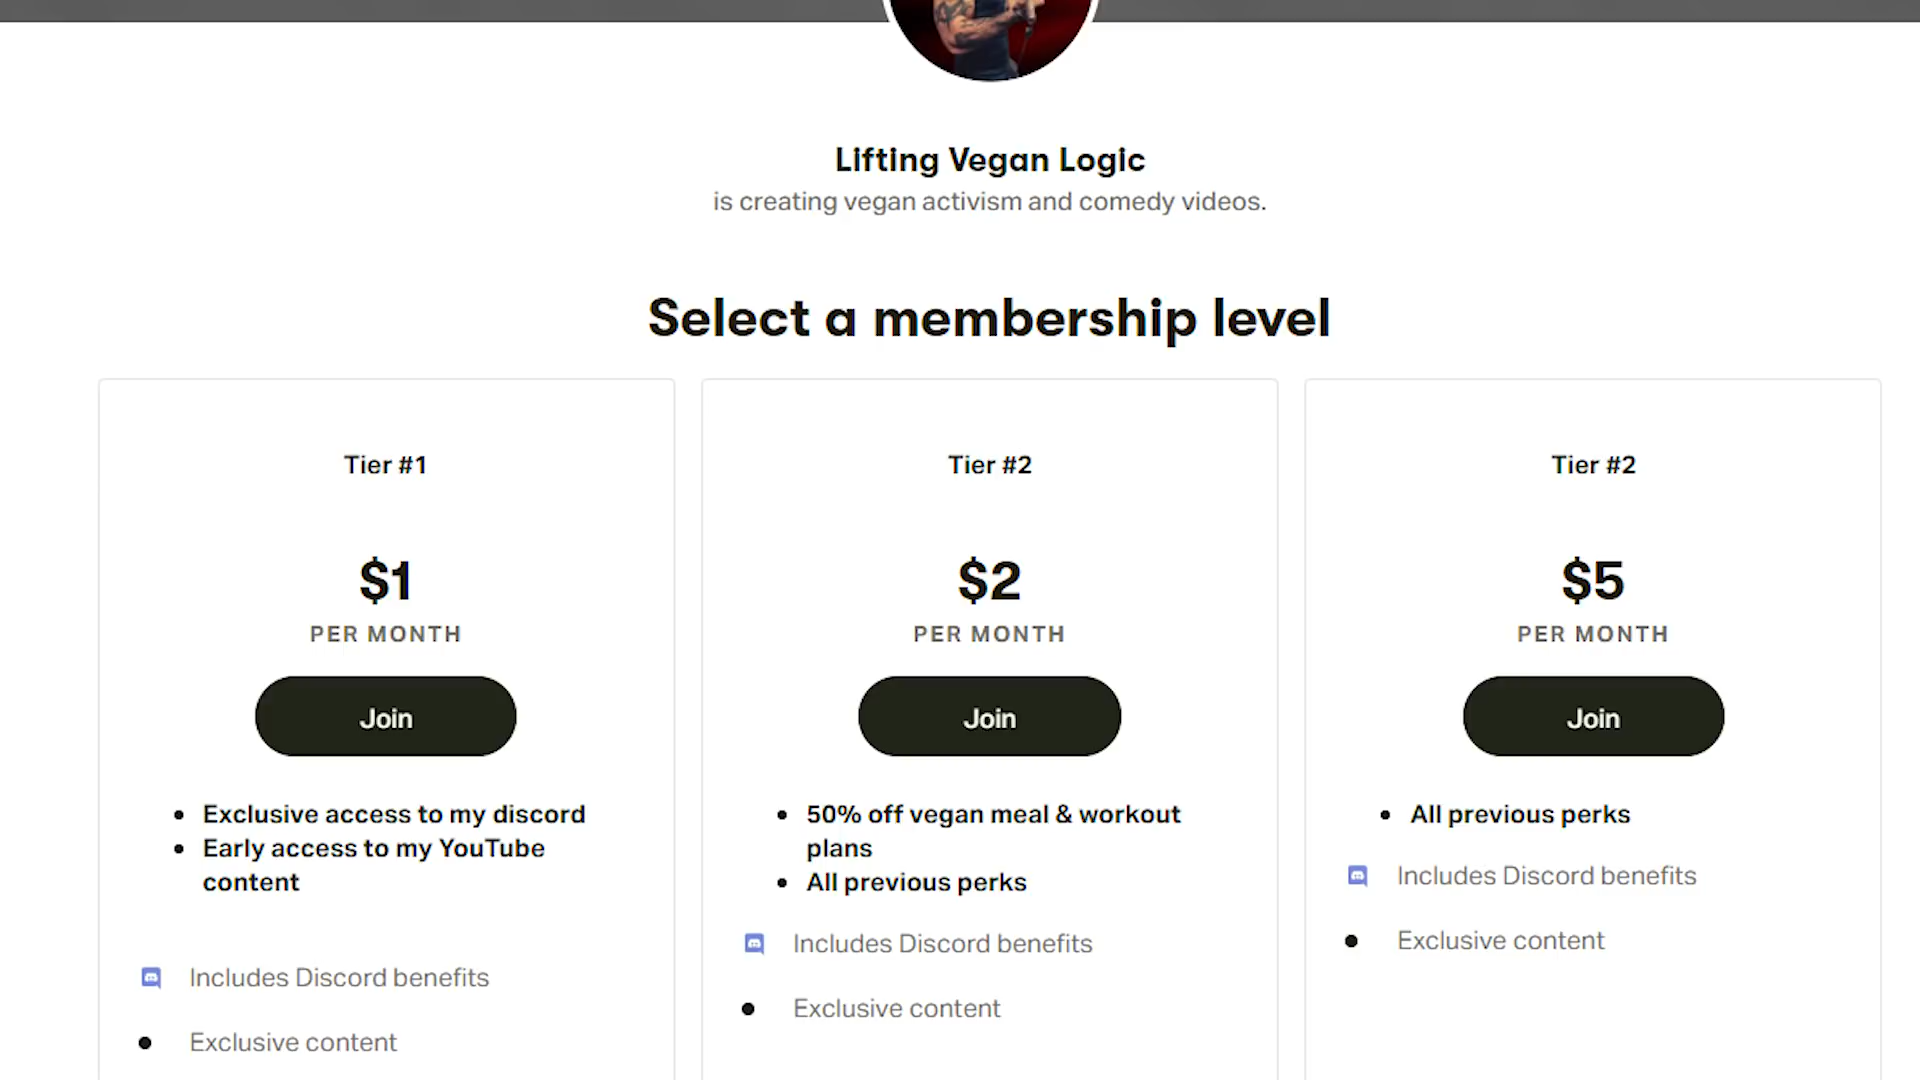 Lifting Vegan Logic
is creating vegan activism and comedy videos.
Select a membership level
Tier #1
$1
PER MONTH
Join
• Exclusive access to my discord
• Early access to my YouTube
content
Includes Discord benefits
• Exclusive content
Tier #2
$2
PER MONTH
Join
• 50% off vegan meal & workout
plans
• All previous perks
Includes Discord benefits
• Exclusive content
Tier #2
$5
PER MONTH
Join
• All previous perks
Includes Discord benefits
• Exclusive content